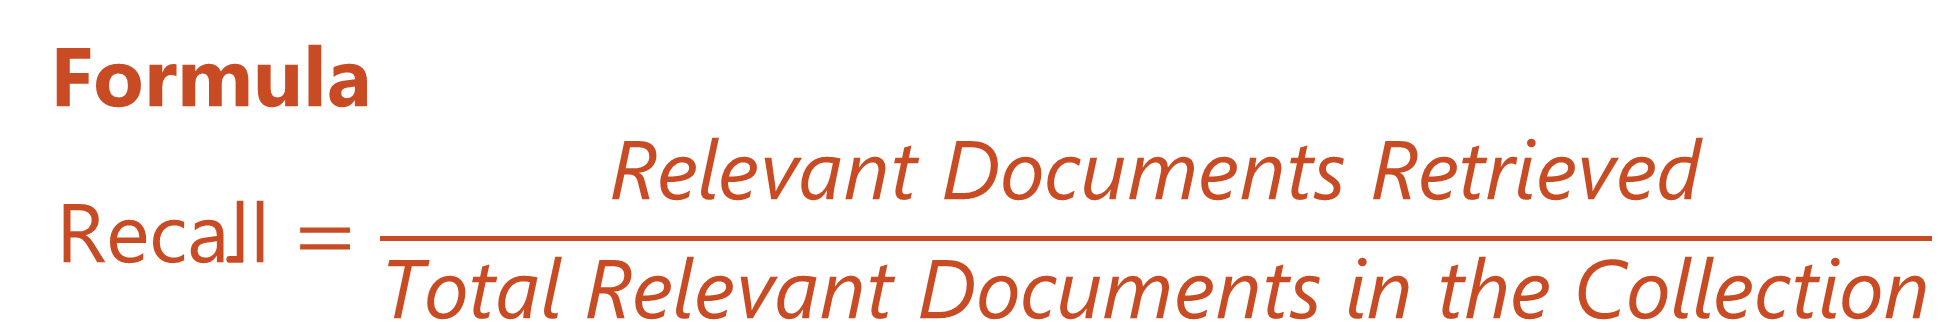 Formula
Recall = Relevant Documents Retrieved
Total Relevant Documents in the Collection